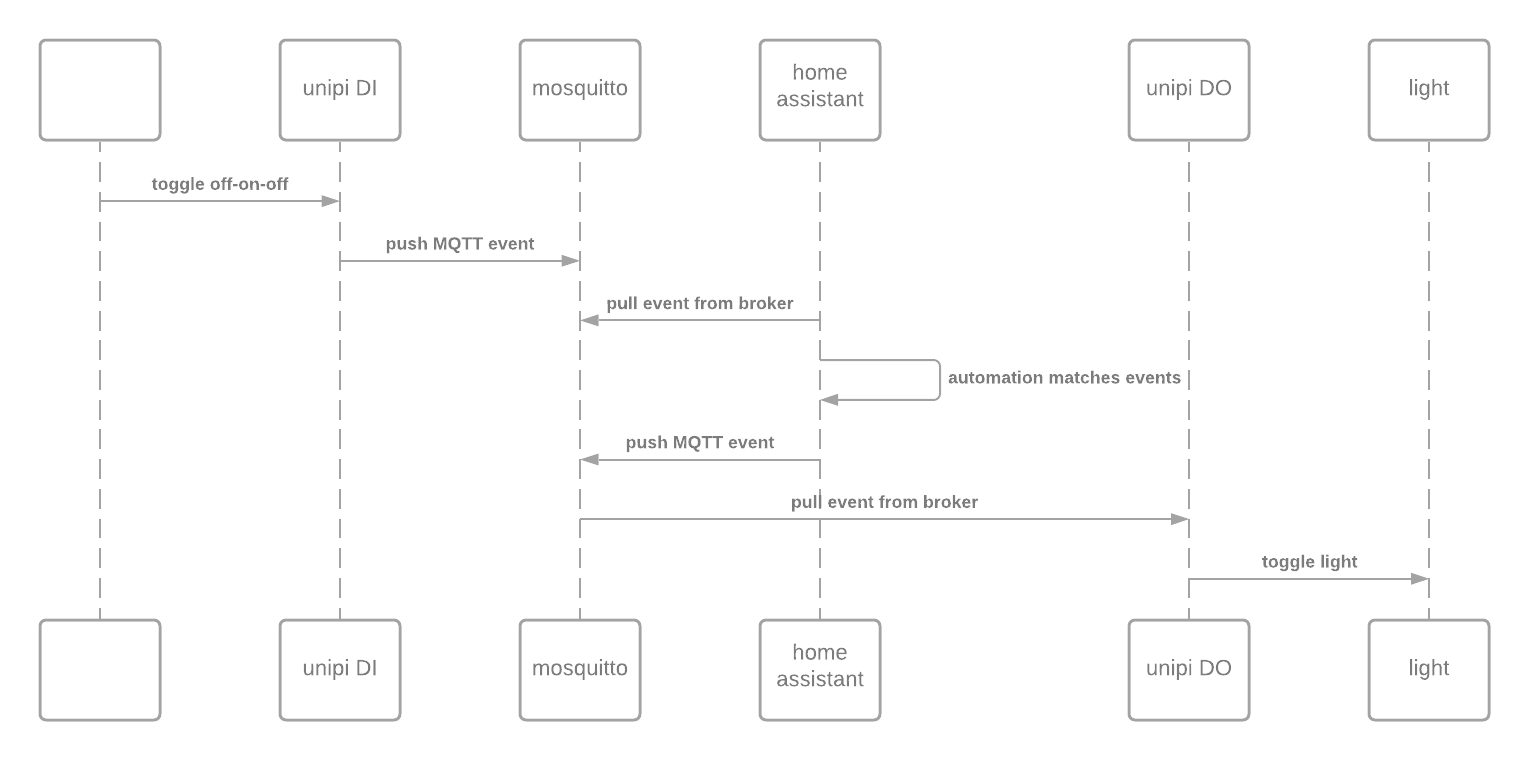 unipi DI
mosquitto
home
assistant
unipi DO
light
toggle off-on-off
push MQTT event
pull event from broker
automation matches events
push MQTT event
pull event from broker
toggle light
unipi DI
mosquitto
home
assistant
unipi DO
light